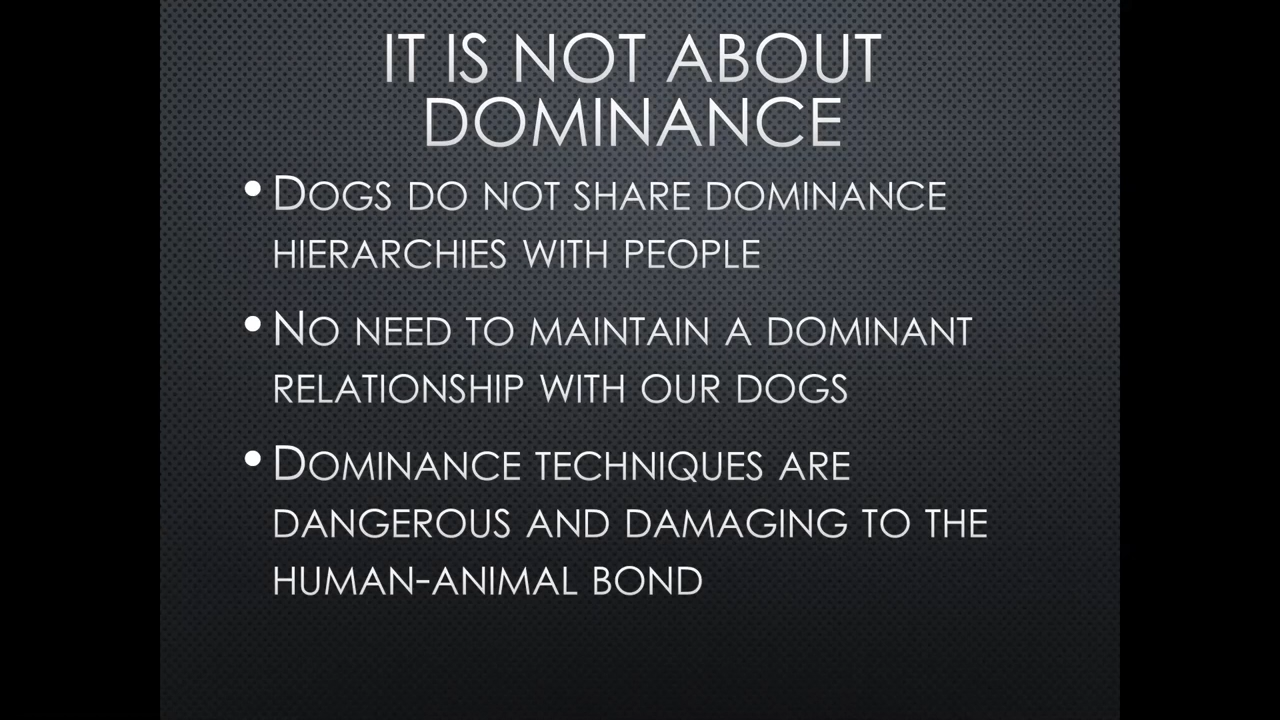 IT IS NOT ABOUT
DOMINANCE
• DOGS DO NOT SHARE DOMINANCE
HIERARCHIES WITH PEOPLE
• NO NEED TO MAINTAIN A DOMINANT
RELATIONSHIP WITH OUR DOGS
• DOMINANCE TECHNIQUES ARE
DANGEROUS AND DAMAGING TO THE
HUMAN-ANIMAL BOND